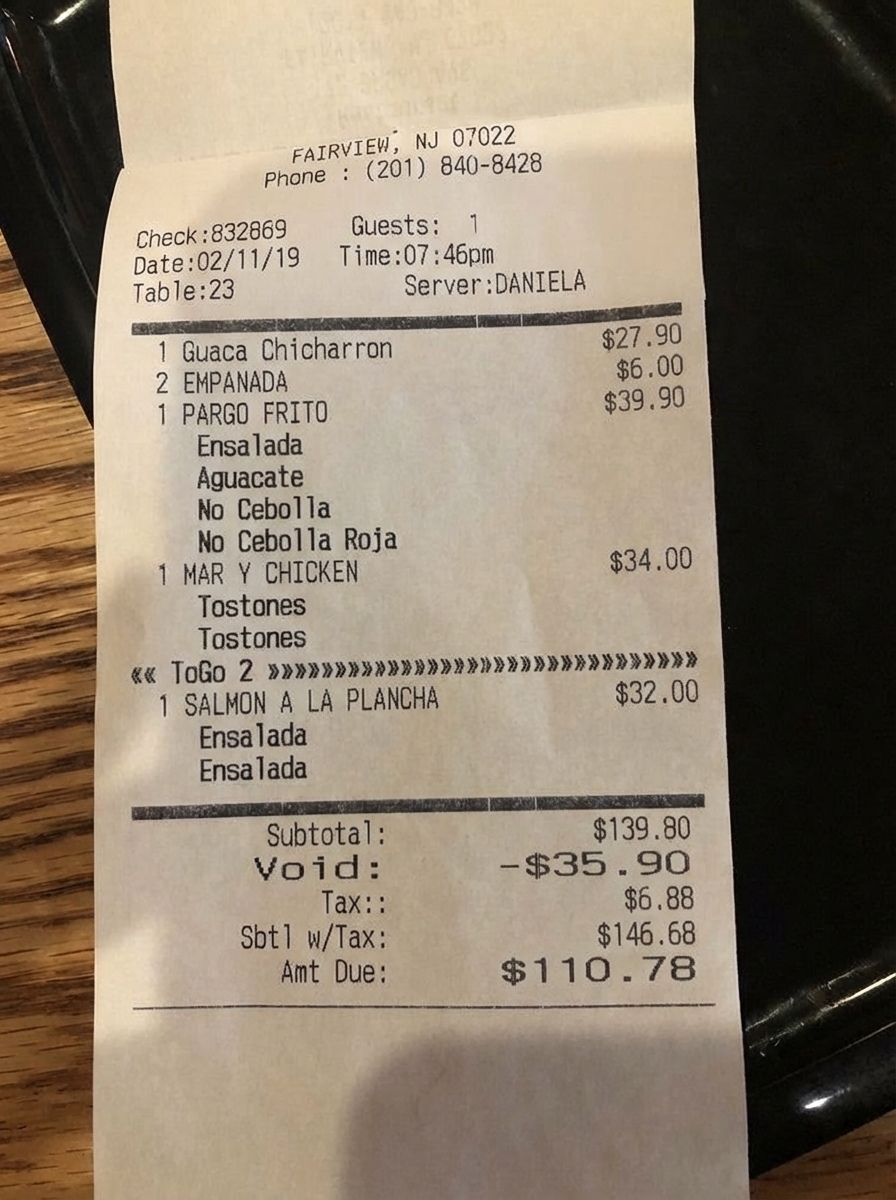 FAIRVIEW, NJ 07022
Phone : (201) 840-8428
Check:832869 Guests: 1
Date:02/11/19 Time:07:46pm
Table:23 Server:DANIELA
1 Guaca Chicharron $27.90
2 EMPANADA $6.00
1 PARGO FRITO $39.90
Ensalada
Aguacate
No Cebolla
No Cebolla Roja
1 MAR Y CHICKEN $34.00
Tostones
Tostones
«« ToGo 2 »»»»»»»»»»»»»»»»»»»»»»»»»»»»»»»»»
1 SALMON A LA PLANCHA $32.00
Ensalada
Ensalada
Subtotal: $139.80
Void: -$35.90
Tax:: $6.88
Sbtl w/Tax: $146.68
Amt Due: $110.78